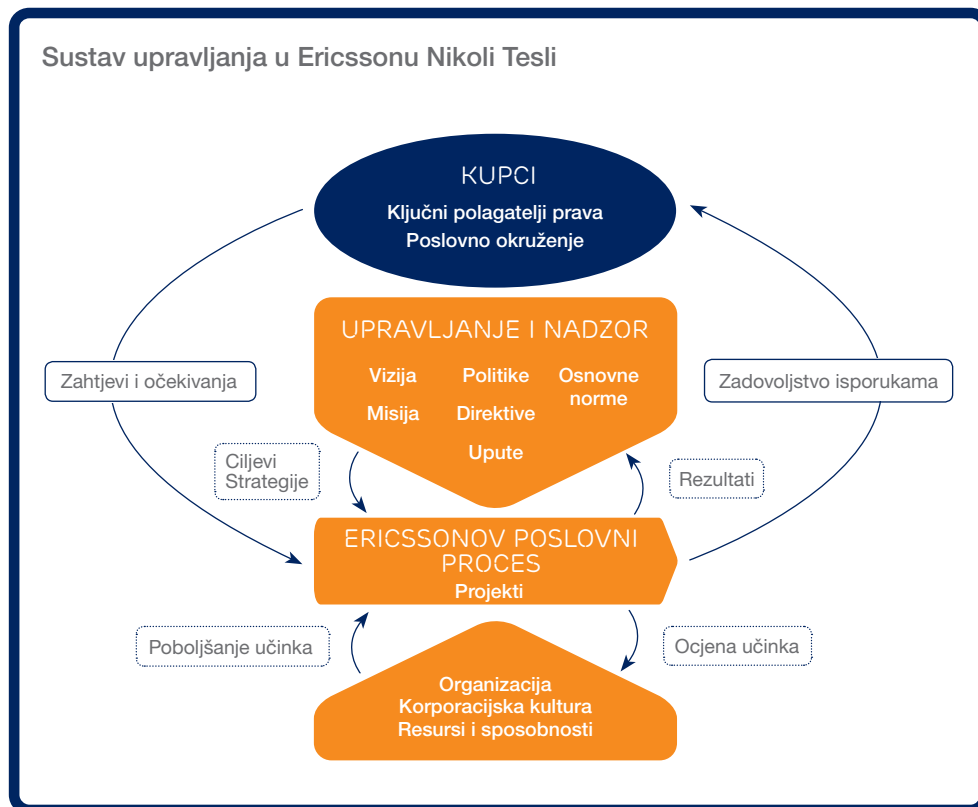 Sustav upravljanja u Ericssonu Nikoli Tesli
KUPCI
Ključni polagatelji prava
Poslovno okruženje
UPRAVLJANJE I NADZOR
Vizija
Misija
Politike
Direktive
Upute
Osnovne
norme
Zahtjevi i očekivanja
Zadovoljstvo isporukama
Ciljevi
Strategije
Rezultati
ERICSSONOV POSLOVNI
PROCES
Projekti
Poboljšanje učinka
Ocjena učinka
Organizacija
Korporacijska kultura
Resursi i sposobnosti